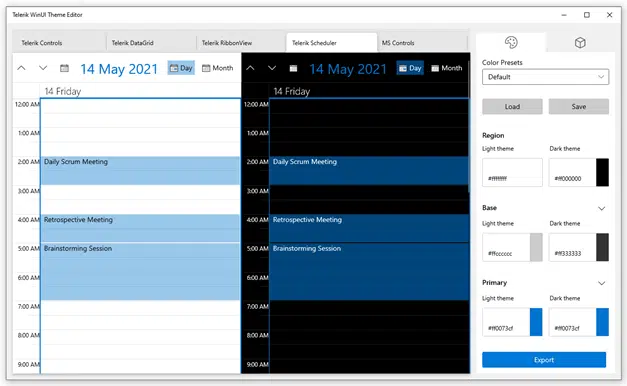 Telerik WinUI Theme Editor
Telerik Controls
Telerik DataGrid
Telerik RibbonView
Telerik Scheduler
MS Controls
14 May 2021
Day
Month
14 Friday
12:00 AM
1:00 AM
2:00 AM
Daily Scrum Meeting
3:00 AM
4:00 AM
Retrospective Meeting
5:00 AM
Brainstorming Session
6:00 AM
7:00 AM
8:00 AM
9:00 AM
14 May 2021
Day
Month
14 Friday
12:00 AM
1:00 AM
2:00 AM
Daily Scrum Meeting
3:00 AM
4:00 AM
Retrospective Meeting
5:00 AM
Brainstorming Session
6:00 AM
7:00 AM
8:00 AM
9:00 AM
Color Presets
Default
Load
Save
Region
Light theme
Dark theme
#ffffffff
#ff000000
Base
Light theme
Dark theme
#ffcccccc
#ff333333
Primary
Light theme
Dark theme
#ff0073cf
#ff0073cf
Export